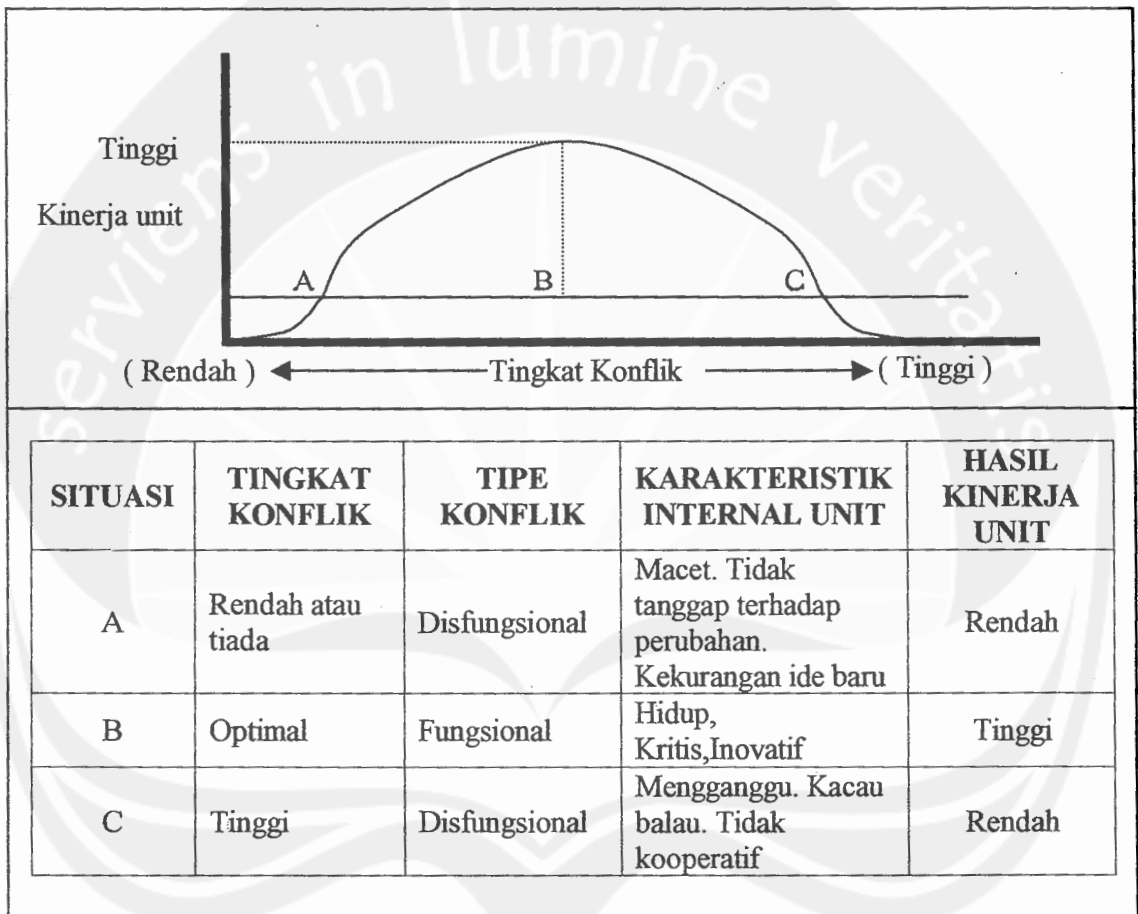 serviens in lumine veritatis
Tinggi
Kinerja unit
A B C
( Rendah ) Tingkat Konflik ( Tinggi )
SITUASI
TINGKAT
KONFLIK
TIPE
KONFLIK
KARAKTERISTIK
INTERNAL UNIT
HASIL
KINERJA
UNIT
A
Rendah atau
tiada
Disfungsional
Macet. Tidak
tanggap terhadap
perubahan.
Kekurangan ide baru
Rendah
B
Optimal
Fungsional
Hidup,
Kritis,Inovatif
Tinggi
C
Tinggi
Disfungsional
Mengganggu. Kacau
balau. Tidak
kooperatif
Rendah